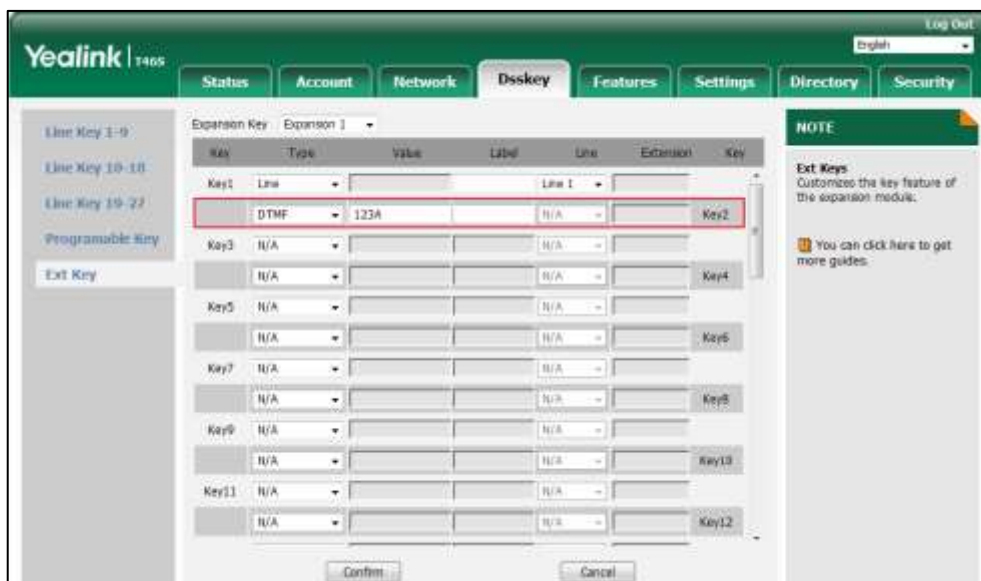 Log Out
Yealink T46S
English
Status Account Network Dsskey Features Settings Directory Security
Line Key 1-9
Line Key 10-18
Line Key 19-27
Programable Key
Ext Key
Expansion Key Expansion 1
Key Type Value Label Line Extension Key
Key1 Line Line 1
DTMF 123A N/A Key2
Key3 N/A N/A
N/A N/A Key4
Key5 N/A N/A
N/A N/A Key6
Key7 N/A N/A
N/A N/A Key8
Key9 N/A N/A
N/A N/A Key10
Key11 N/A N/A
N/A N/A Key12
Confirm Cancel
NOTE
Ext Keys
Customizes the key feature of
the expansion module.
You can click here to get
more guides.